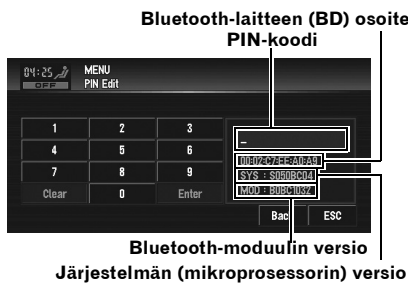 Bluetooth-laitteen (BD) osoite
PIN-koodi
04:25
OFF
MENU
PIN Edit
1 2 3
4 5 6
7 8 9
Clear 0 Enter
_
00:02:C7:EE:A0:A9
SYS : S050BC04
MOD : B0BC1032
Back ESC
Bluetooth-moduulin versio
Järjestelmän (mikroprosessorin) versio